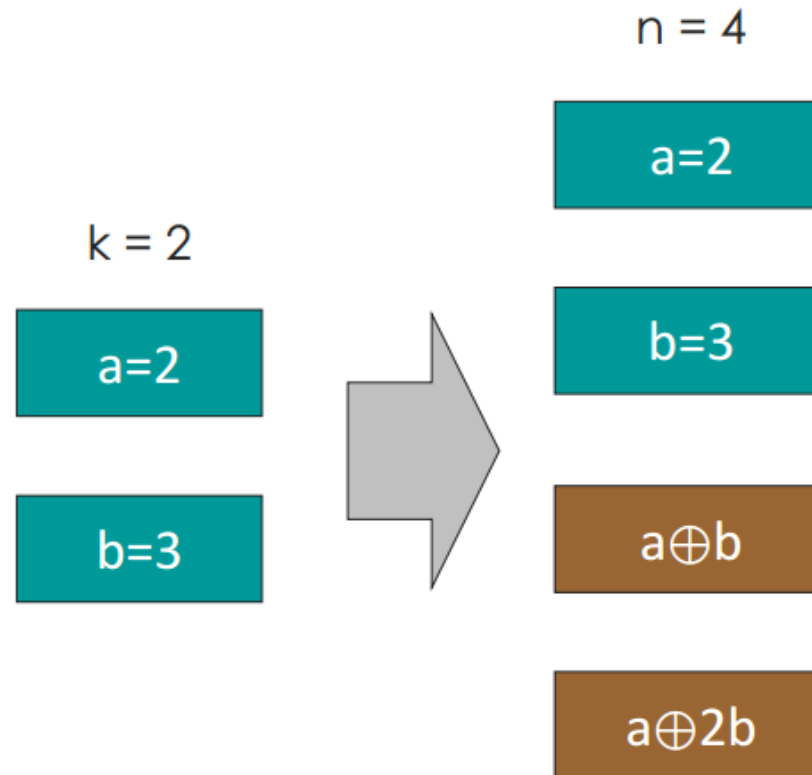 k = 2
a=2
b=3
n = 4
a=2
b=3
a⊕b
a⊕2b